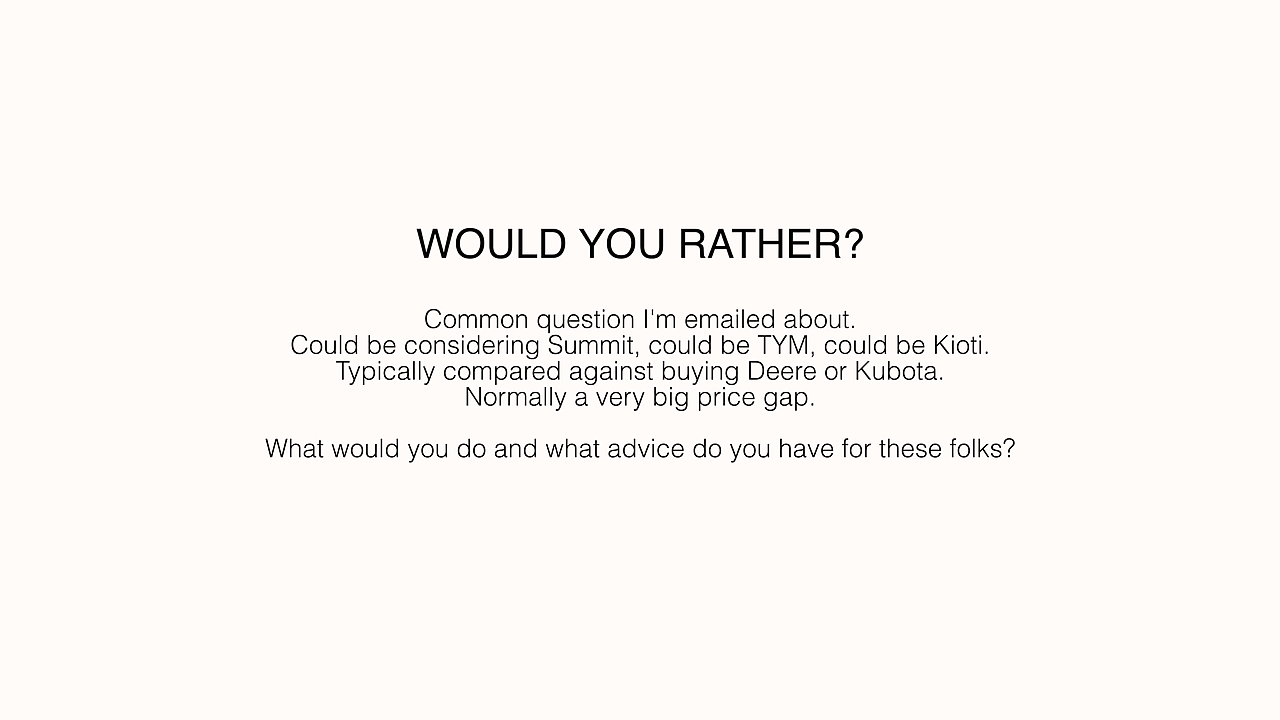 WOULD YOU RATHER?
Common question I'm emailed about.
Could be considering Summit, could be TYM, could be Kioti.
Typically compared against buying Deere or Kubota.
Normally a very big price gap.
What would you do and what advice do you have for these folks?